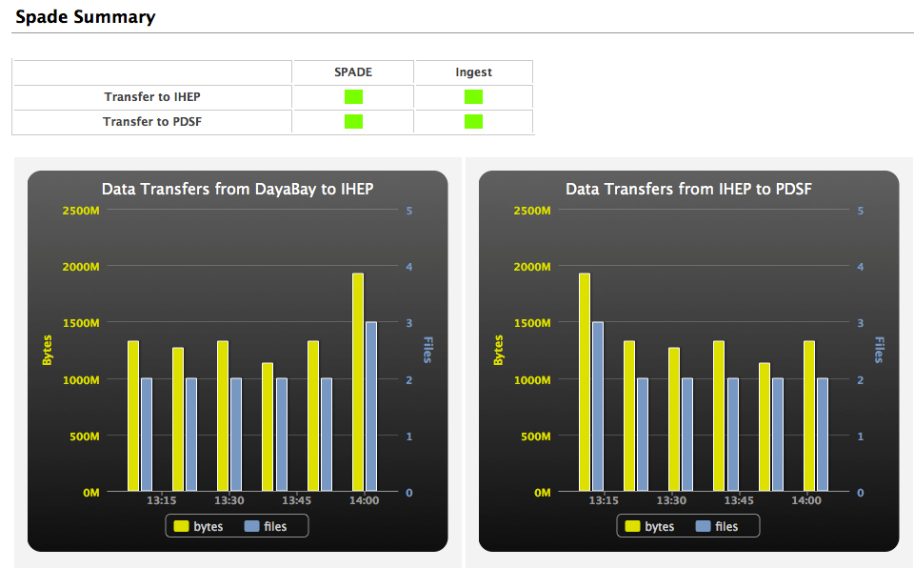 Spade Summary
SPADE Ingest
Transfer to IHEP
Transfer to PDSF
Data Transfers from DayaBay to IHEP
2500M 5
2000M 4
1500M 3
1000M 2
500M 1
0M 0
Bytes
Files
13:15 13:30 13:45 14:00
bytes files
Data Transfers from IHEP to PDSF
2500M 5
2000M 4
1500M 3
1000M 2
500M 1
0M 0
Bytes
Files
13:15 13:30 13:45 14:00
bytes files